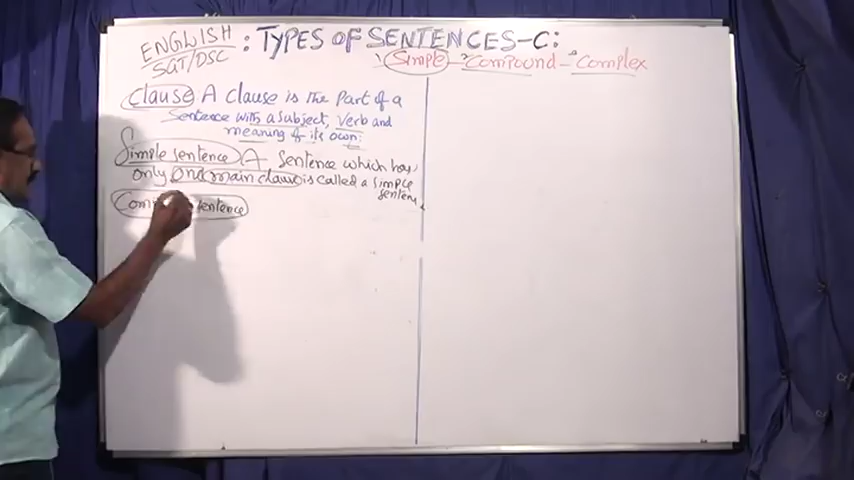 ENGLISH
SGT/DSC
: TYPES OF SENTENCES-C:
Simple - Compound - Complex
Clause A Clause is the Part of a
Sentence with a Subject, Verb and
meaning of its own:
Simple sentence A Sentence which has
only one main clause is called a Simple
sentence
sentence